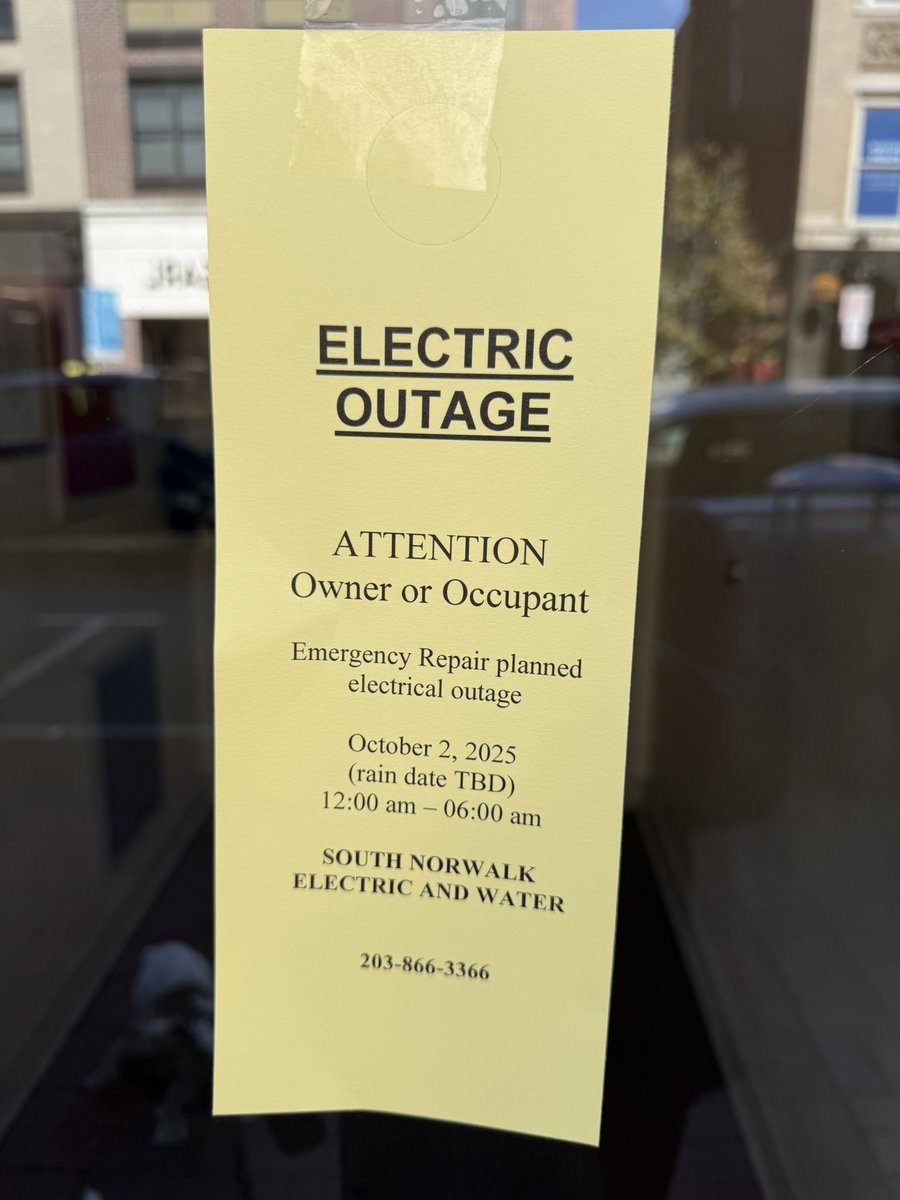 ELECTRIC
OUTAGE
ATTENTION
Owner or Occupant
Emergency Repair planned
electrical outage
October 2, 2025
(rain date TBD)
12:00 am – 06:00 am
SOUTH NORWALK
ELECTRIC AND WATER
203-866-3366